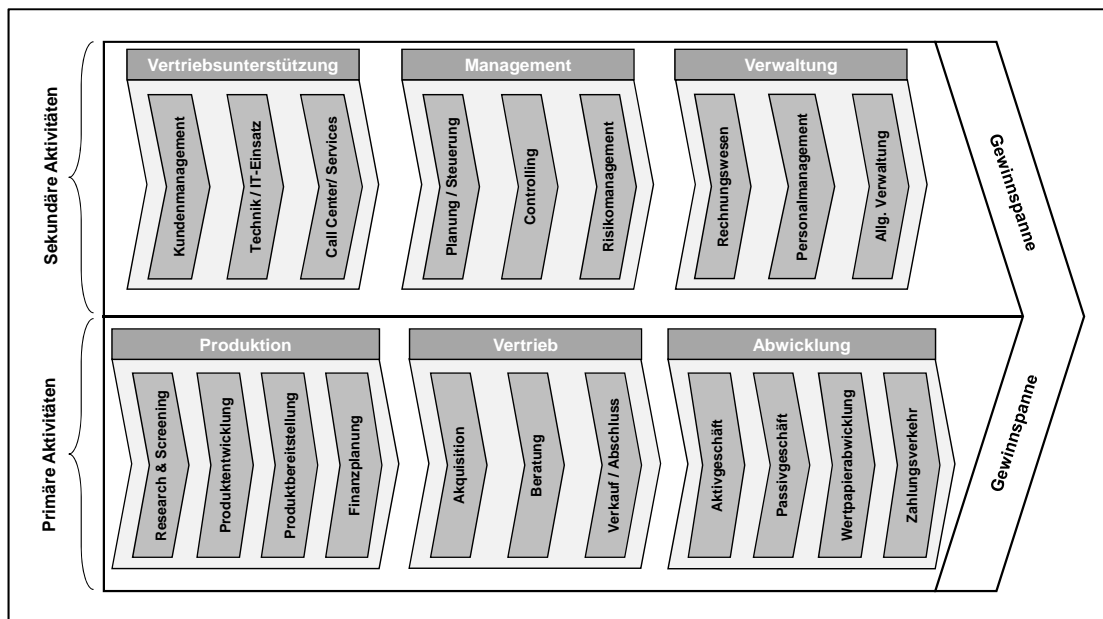 Sekundäre Aktivitäten
Vertriebsunterstützung
Kundenmanagement
Technik / IT-Einsatz
Call Center/ Services
Management
Planung / Steuerung
Controlling
Risikomanagement
Verwaltung
Rechnungswesen
Personalmanagement
Allg. Verwaltung
Gewinnspanne
Primäre Aktivitäten
Produktion
Research & Screening
Produktentwicklung
Produktbereitstellung
Finanzplanung
Vertrieb
Akquisition
Beratung
Verkauf / Abschluss
Abwicklung
Aktivgeschäft
Passivgeschäft
Wertpapierabwicklung
Zahlungsverkehr
Gewinnspanne